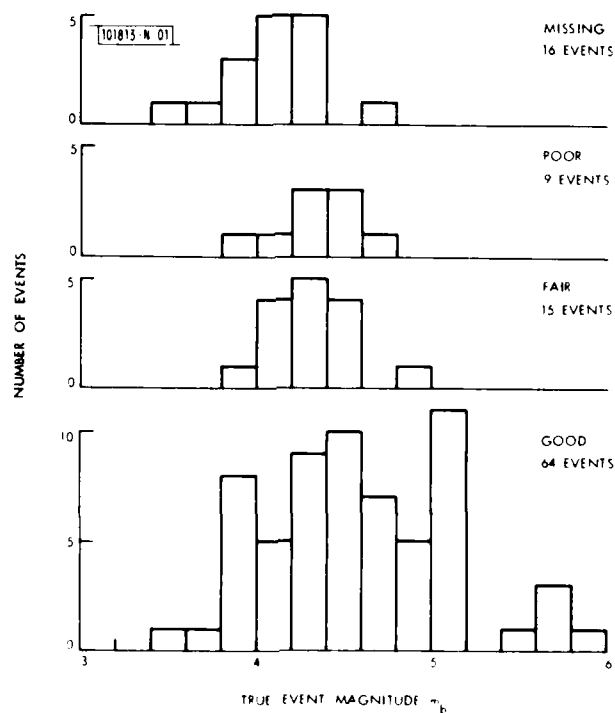 101813-N 01
MISSING
16 EVENTS
5
0
POOR
9 EVENTS
5
0
FAIR
15 EVENTS
5
0
GOOD
64 EVENTS
10
5
0
3
4
5
6
NUMBER OF EVENTS
TRUE EVENT MAGNITUDE m_b